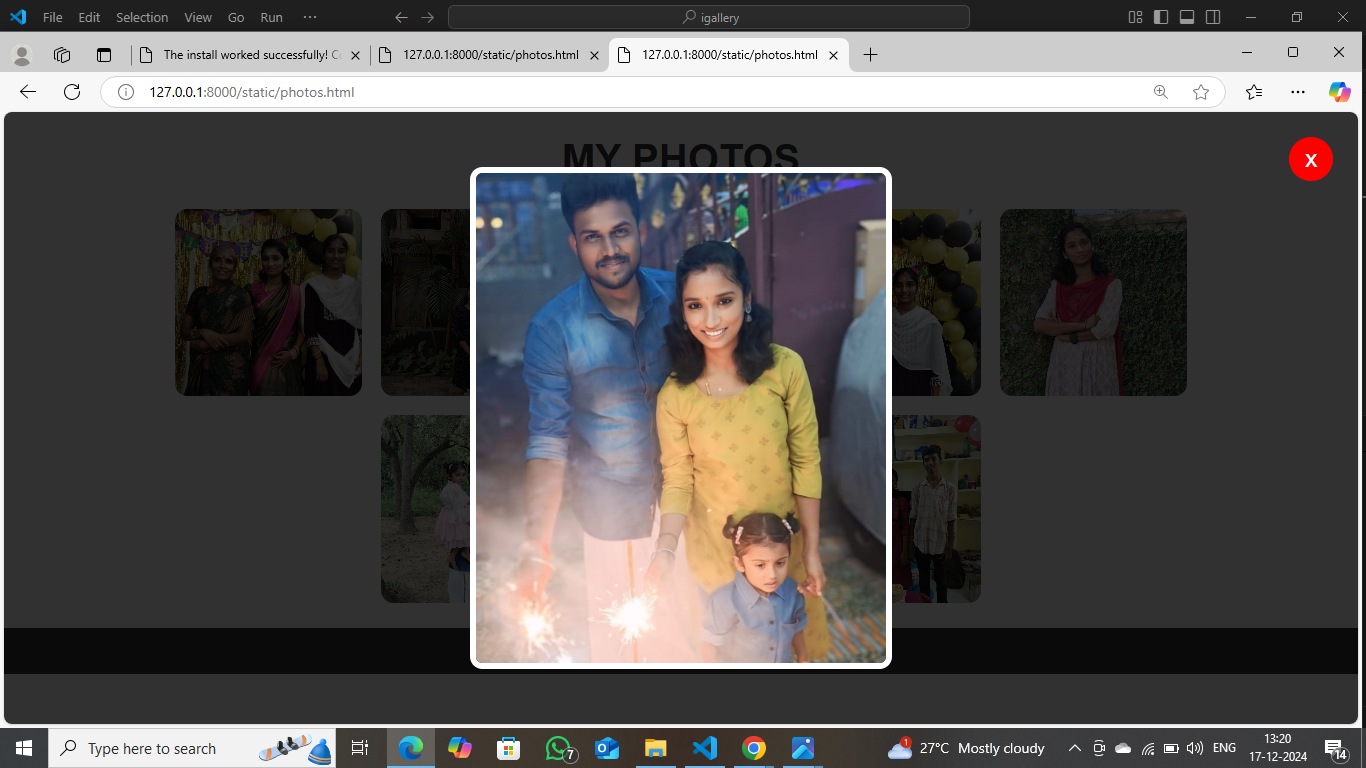 File Edit Selection View Go Run ··· igallery
The install worked successfully! Co 127.0.0.1:8000/static/photos.html 127.0.0.1:8000/static/photos.html
127.0.0.1:8000/static/photos.html
MY PHOTOS
X
Type here to search
7
1
27°C Mostly cloudy
ENG
13:20
17-12-2024
14